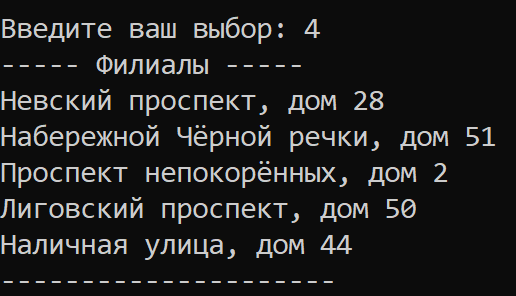 Введите ваш выбор: 4
----- Филиалы -----
Невский проспект, дом 28
Набережной Чёрной речки, дом 51
Проспект непокорённых, дом 2
Лиговский проспект, дом 50
Наличная улица, дом 44
---------------------